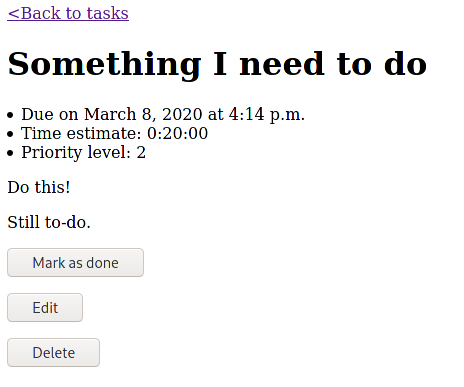 <Back to tasks
Something I need to do
• Due on March 8, 2020 at 4:14 p.m.
• Time estimate: 0:20:00
• Priority level: 2
Do this!
Still to-do.
Mark as done
Edit
Delete